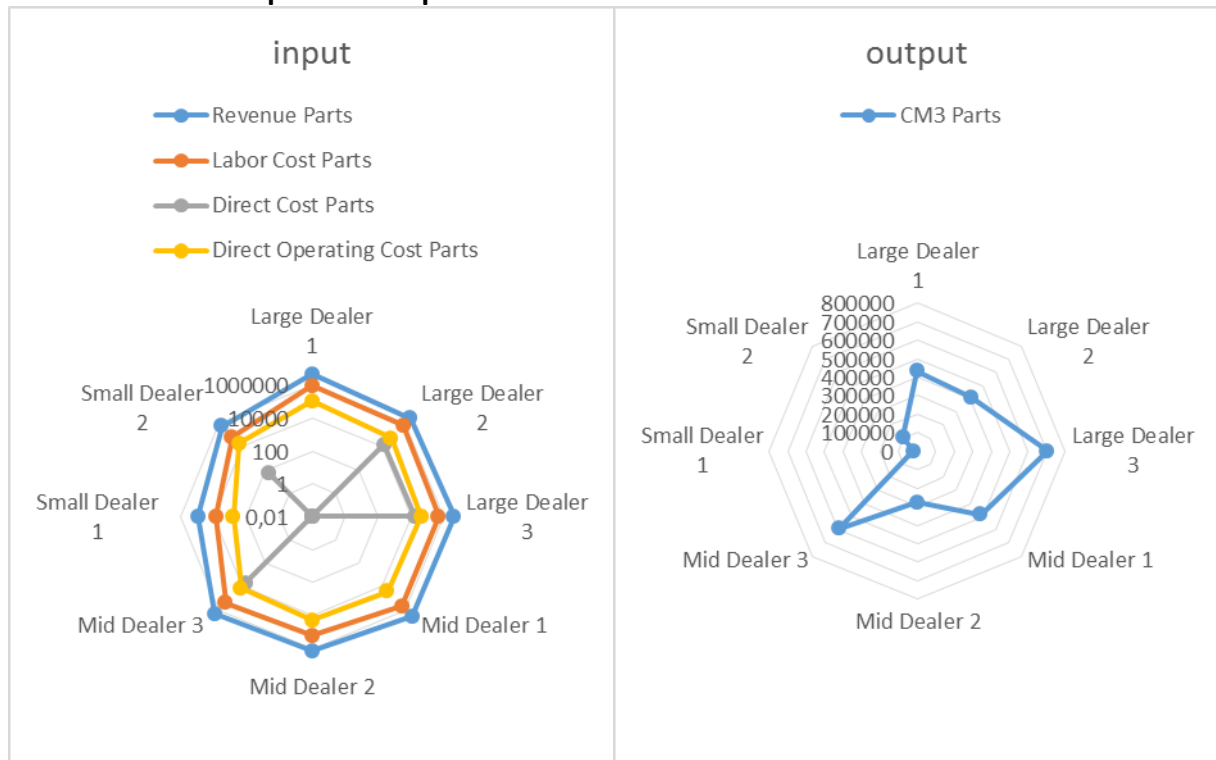 input
Revenue Parts
Labor Cost Parts
Direct Cost Parts
Direct Operating Cost Parts
Large Dealer
1
Large Dealer
2
Large Dealer
3
Mid Dealer 1
Mid Dealer 2
Mid Dealer 3
Small Dealer
1
Small Dealer
2
1000000
10000
100
1
0,01
output
CM3 Parts
Large Dealer
1
Large Dealer
2
Large Dealer
3
Mid Dealer 1
Mid Dealer 2
Mid Dealer 3
Small Dealer
1
Small Dealer
2
800000
700000
600000
500000
400000
300000
200000
100000
0